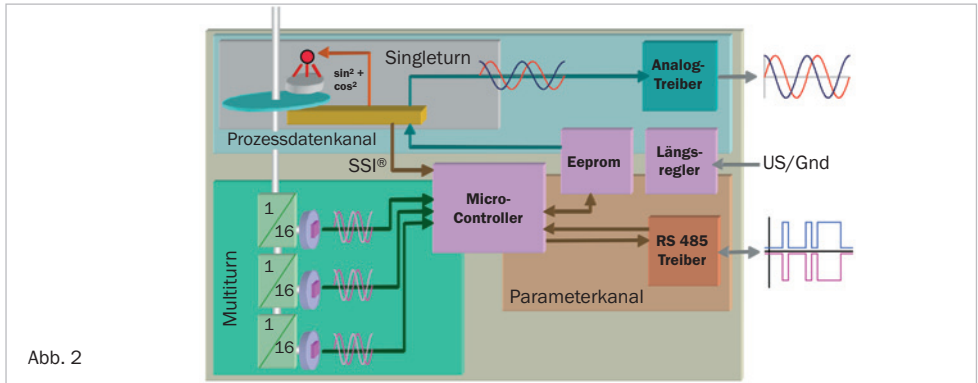 Singleturn
sin² +
cos²
Analog-
Treiber
Prozessdatenkanal
SSI®
Eeprom
Längs-
regler
US/Gnd
Micro-
Controller
RS 485
Treiber
Parameterkanal
Multiturn
1
16
1
16
1
16
Abb. 2